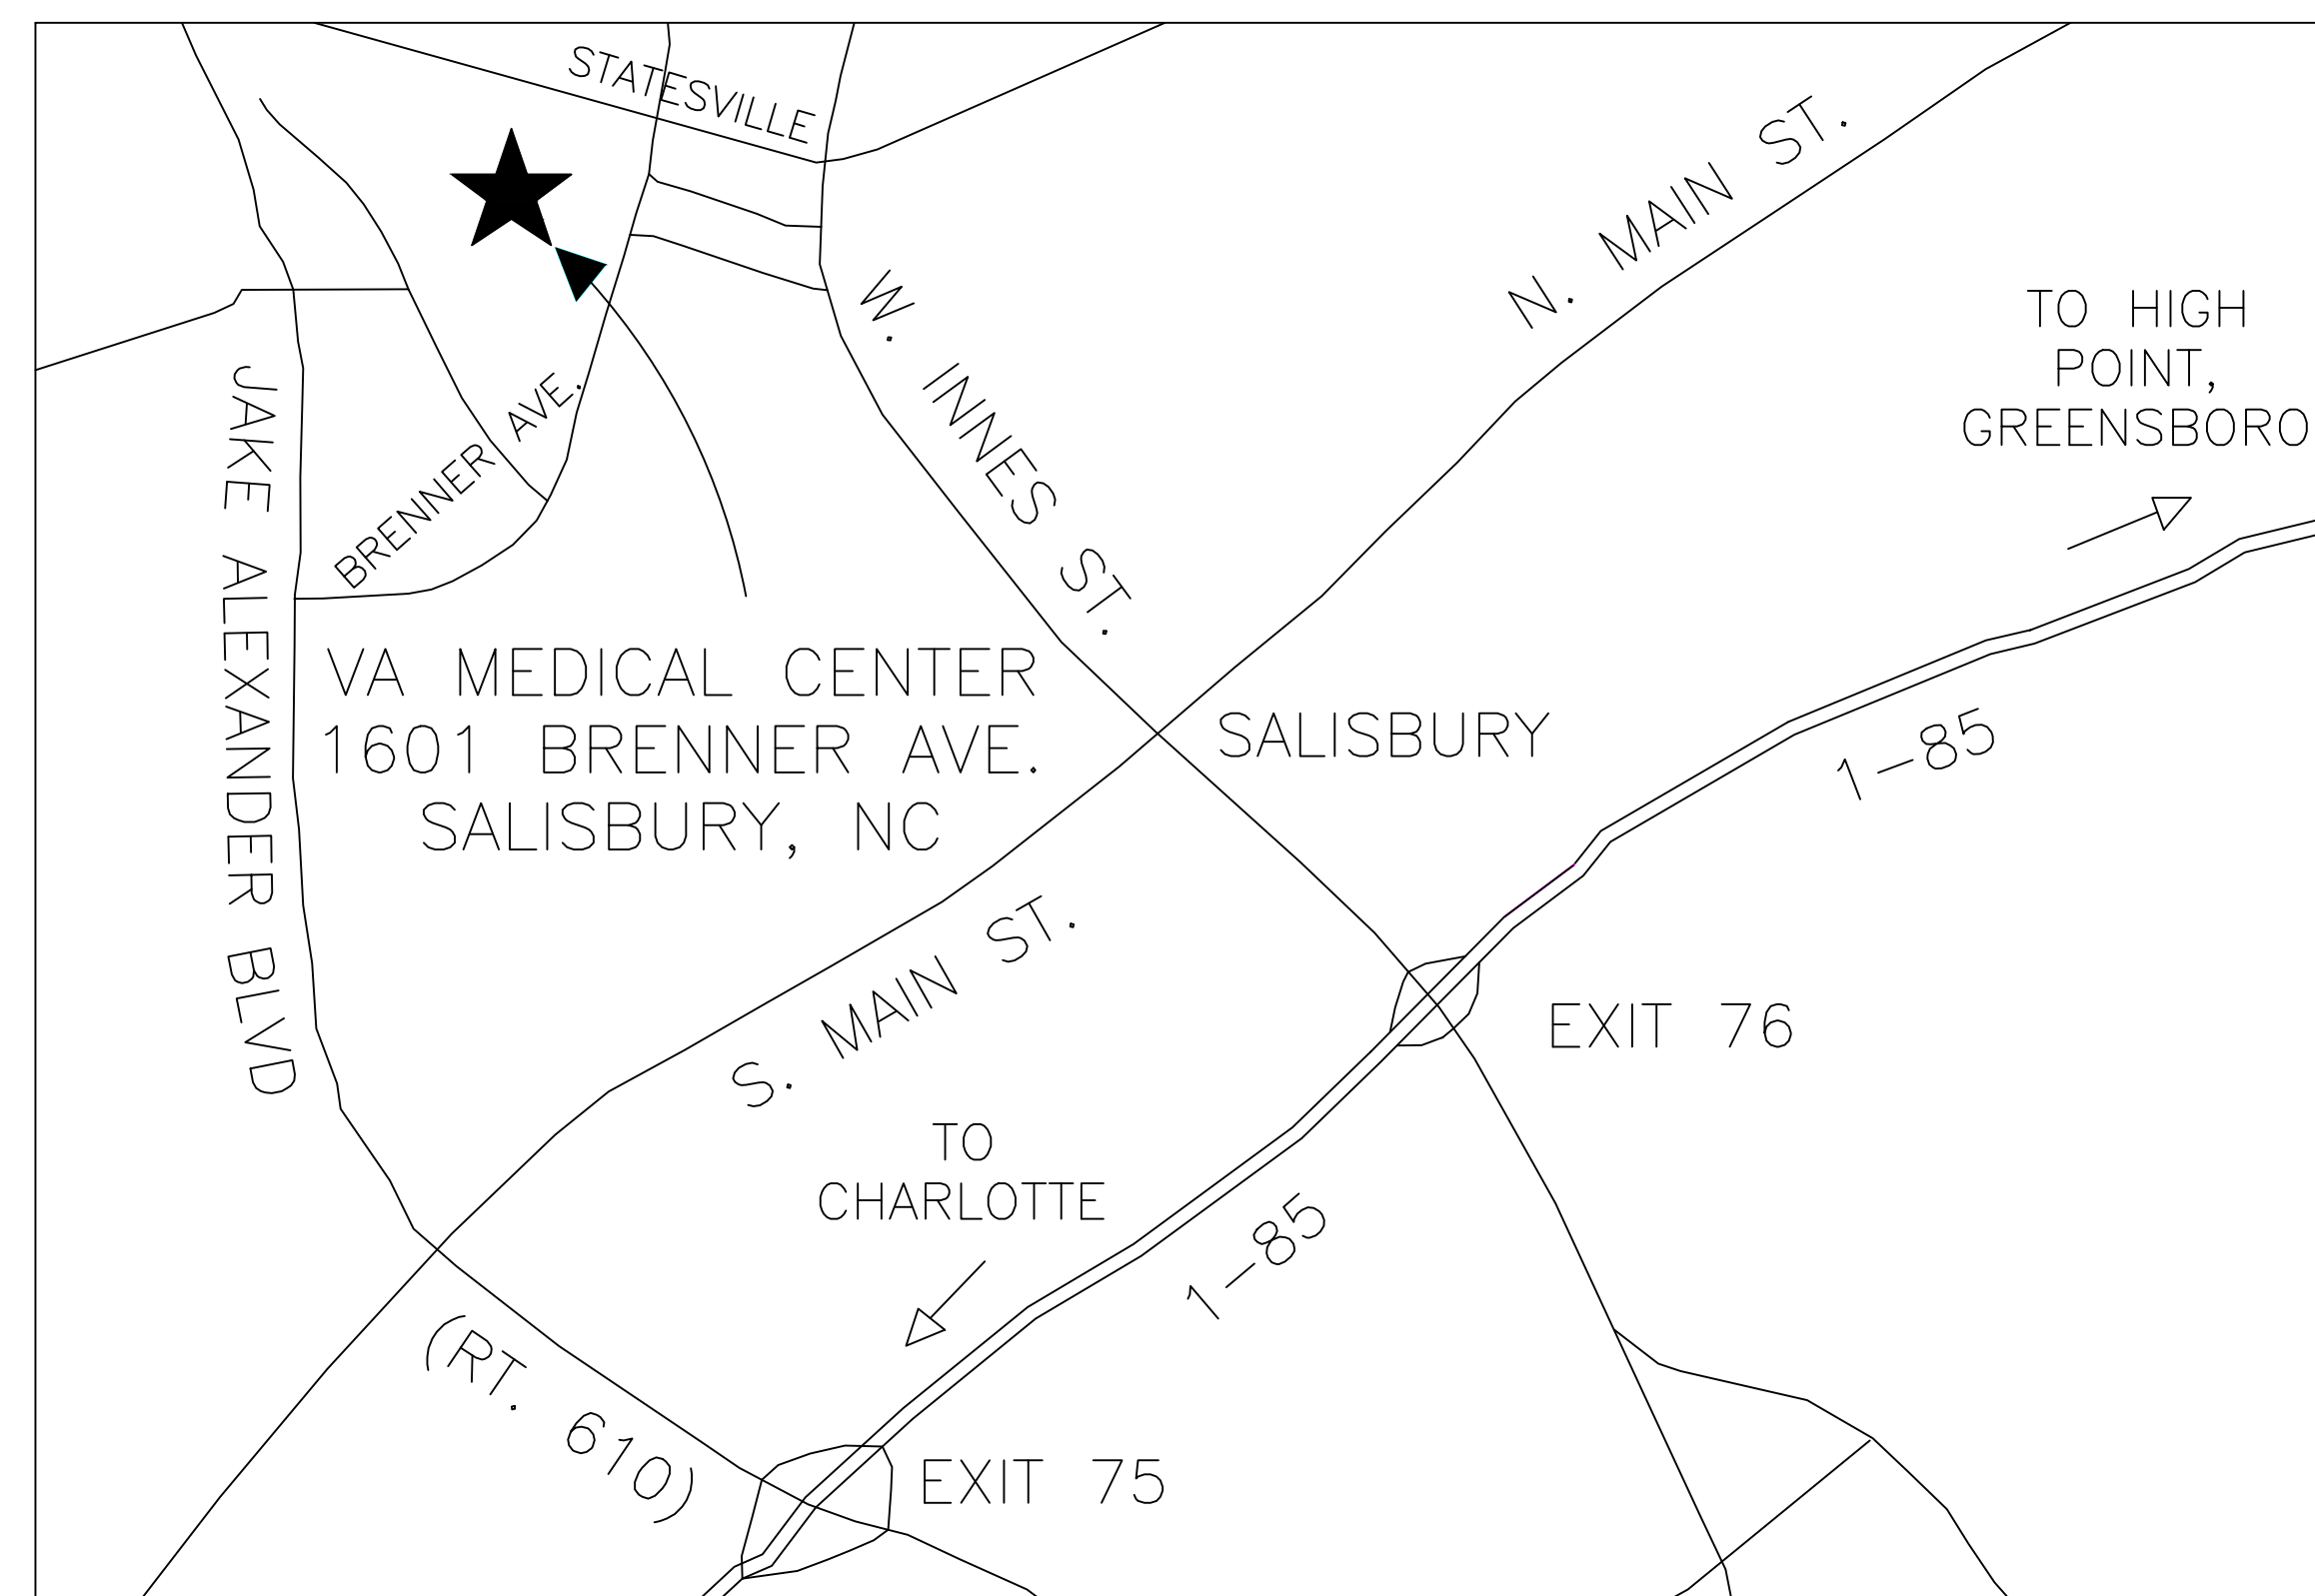 STATESVILLE
N. MAIN ST.
W. INNES ST.
TO HIGH
POINT,
GREENSBORO
JAKE ALEXANDER BLVD
BRENNER AVE.
VA MEDICAL CENTER
1601 BRENNER AVE.
SALISBURY, NC
SALISBURY
1-85
S. MAIN ST.
EXIT 76
TO
CHARLOTTE
1-85
(RT. 610)
EXIT 75